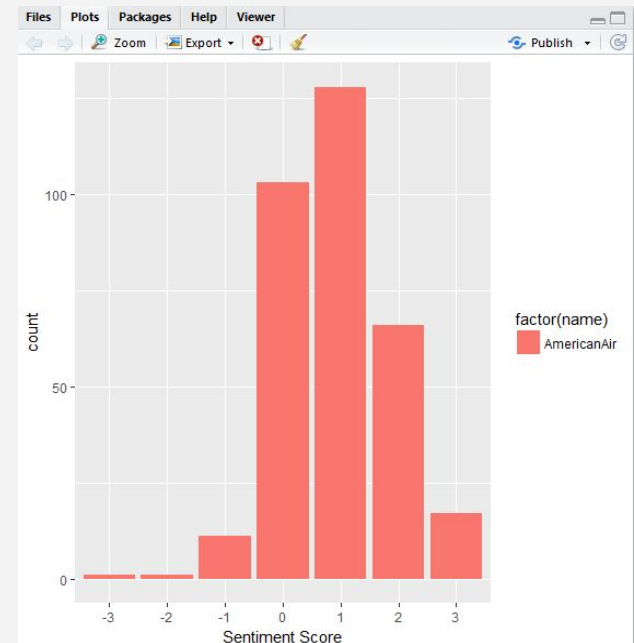 Files Plots Packages Help Viewer
Zoom Export Publish
100
50
0
count
-3 -2 -1 0 1 2 3
Sentiment Score
factor(name)
AmericanAir